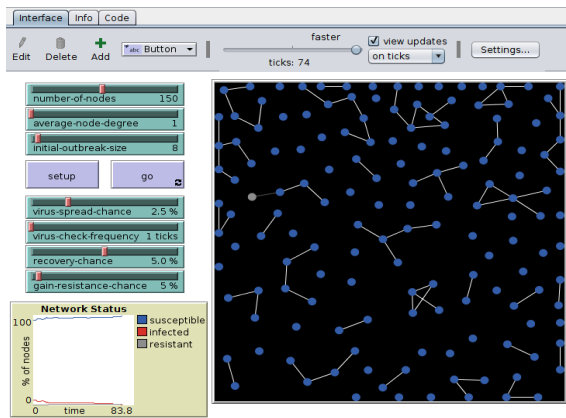 Interface Info Code
Edit Delete Add abc Button faster view updates on ticks Settings...
ticks: 74
number-of-nodes 150
average-node-degree 1
initial-outbreak-size 8
setup go
virus-spread-chance 2.5 %
virus-check-frequency 1 ticks
recovery-chance 5.0 %
gain-resistance-chance 5 %
Network Status
100
% of nodes
0
0 time 83.8
susceptible
infected
resistant